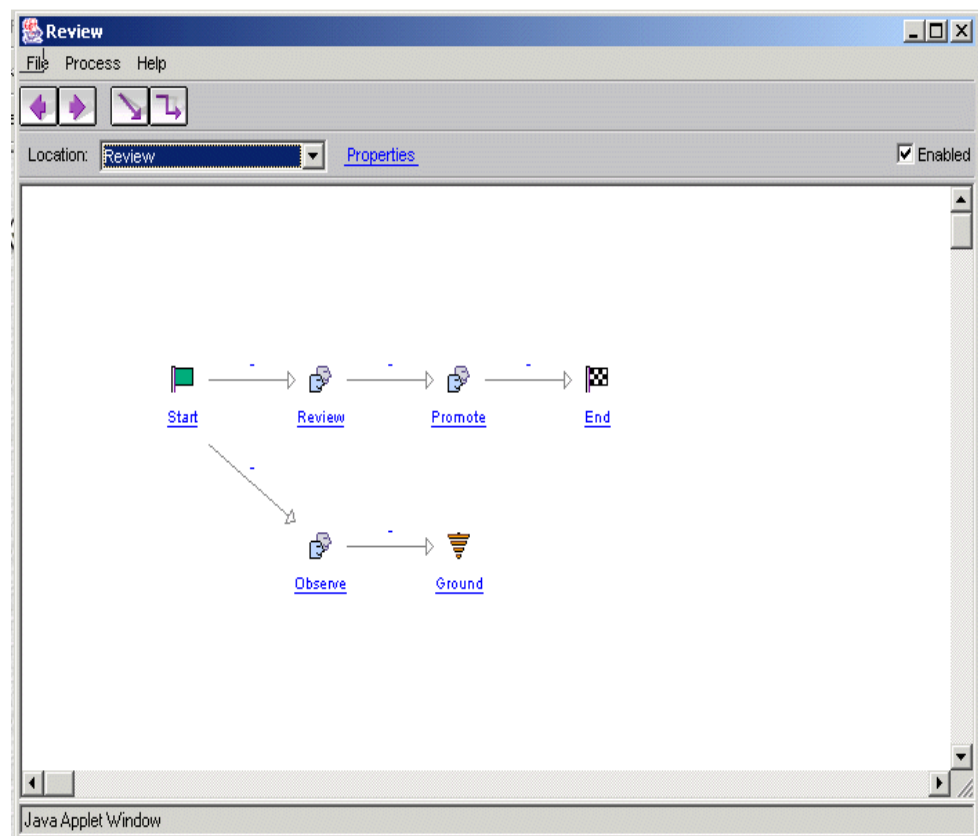 Review
File Process Help
Location: Review Properties Enabled
- - -
Start Review Promote End
-
-
Observe Ground
Java Applet Window